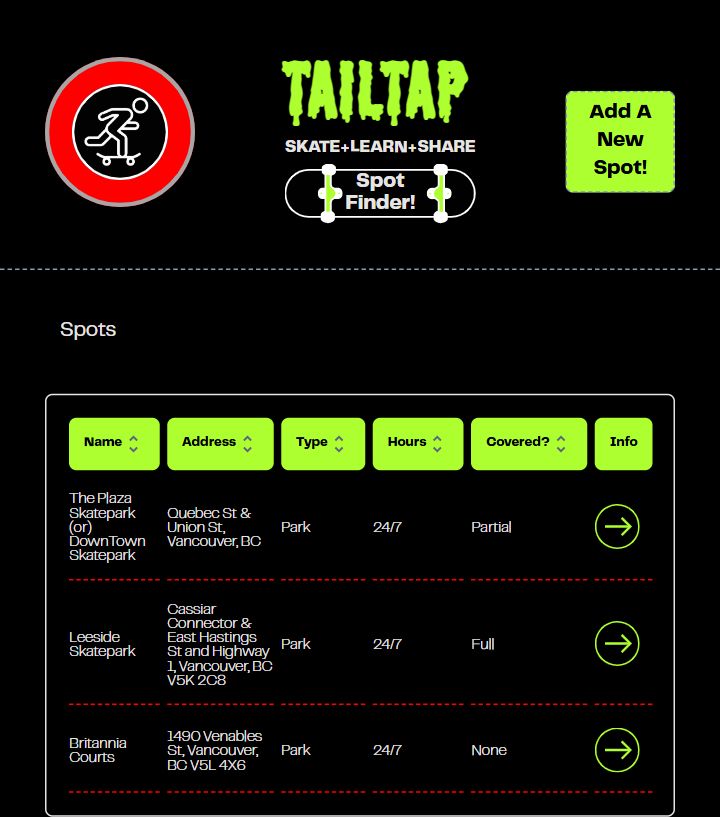 TAILTAP
SKATE+LEARN+SHARE
Spot
Finder!
Add A
New
Spot!
Spots
Name Address Type Hours Covered? Info
The Plaza
Skatepark
(or)
DownTown
Skatepark
Quebec St &
Union St,
Vancouver, BC
Park
24/7
Partial
Leeside
Skatepark
Cassiar
Connector &
East Hastings
St and Highway
1, Vancouver, BC
V5K 2C8
Park
24/7
Full
Britannia
Courts
1490 Venables
St, Vancouver,
BC V5L 4X6
Park
24/7
None